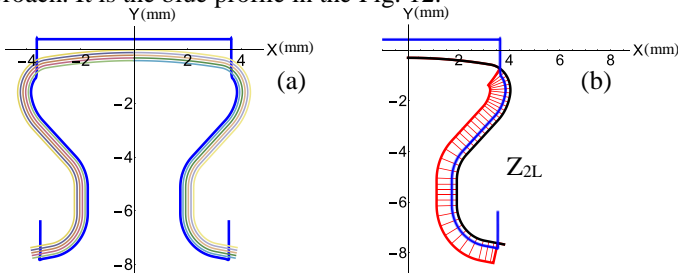 roach. It is the blue profile in the Fig. 12.
Y(mm) Y(mm)
X(mm) X(mm)
-4 -2 2 4 2 4 6 8
(a) (b)
-2 -2
-4 -4
Z2L
-6 -6
-8 -8